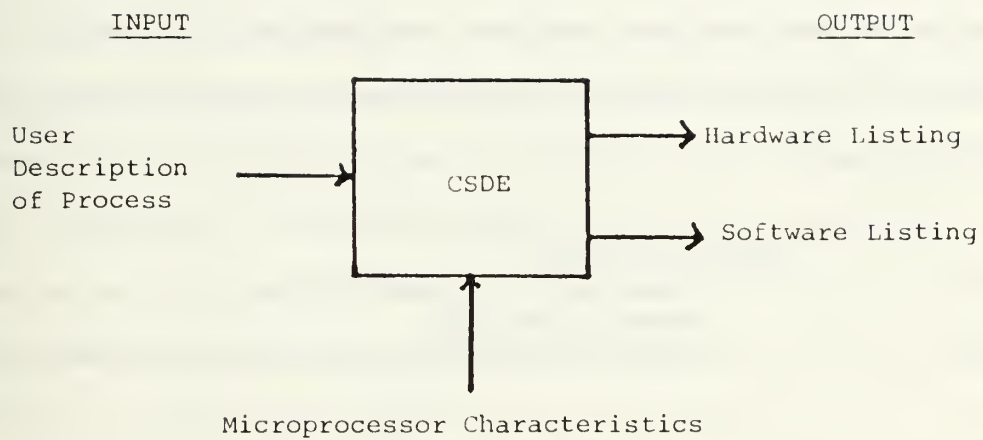 INPUT
OUTPUT
User
Description
of Process
CSDE
Hardware Listing
Software Listing
Microprocessor Characteristics